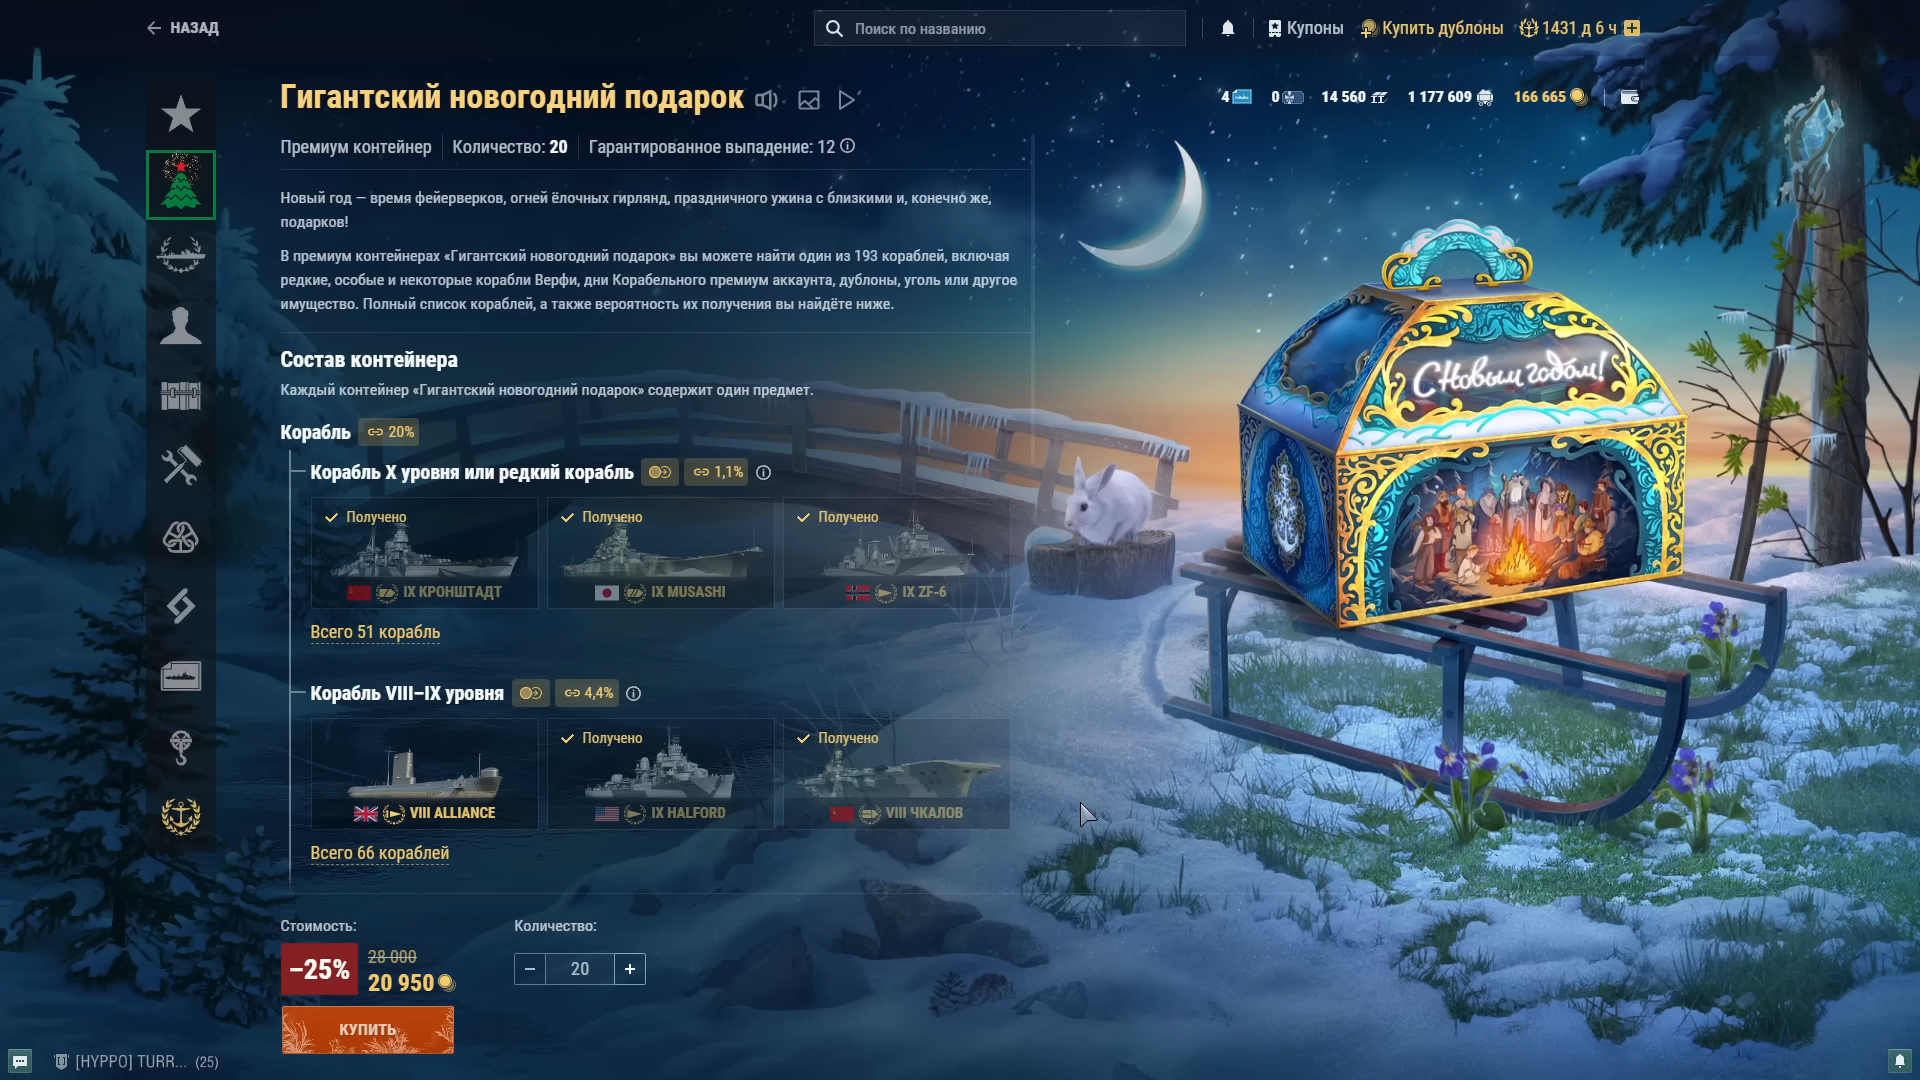 НАЗАД
Поиск по названию
Купоны
Купить дублоны
1431 д 6 ч
Гигантский новогодний подарок
4
0
14 560
1 177 609
166 665
Премиум контейнер
Количество: 20
Гарантированное выпадение: 12
Новый год — время фейерверков, огней ёлочных гирлянд, праздничного ужина с близкими и, конечно же,
подарков!
В премиум контейнерах «Гигантский новогодний подарок» вы можете найти один из 193 кораблей, включая
редкие, особые и некоторые корабли Верфи, дни Корабельного премиум аккаунта, дублоны, уголь или другое
имущество. Полный список кораблей, а также вероятность их получения вы найдёте ниже.
С Новым годом!
Состав контейнера
Каждый контейнер «Гигантский новогодний подарок» содержит один предмет.
Корабль 20%
Корабль X уровня или редкий корабль 1,1%
Получено
Получено
Получено
IX КРОНШТАДТ
IX MUSASHI
IX ZF-6
Всего 51 корабль
Корабль VIII–IX уровня 4,4%
Получено
Получено
VIII ALLIANCE
IX HALFORD
VIII ЧКАЛОВ
Всего 66 кораблей
Стоимость:
Количество:
−25%
28 000
20 950
− 20 +
КУПИТЬ
[HYPPO] TURR... (25)